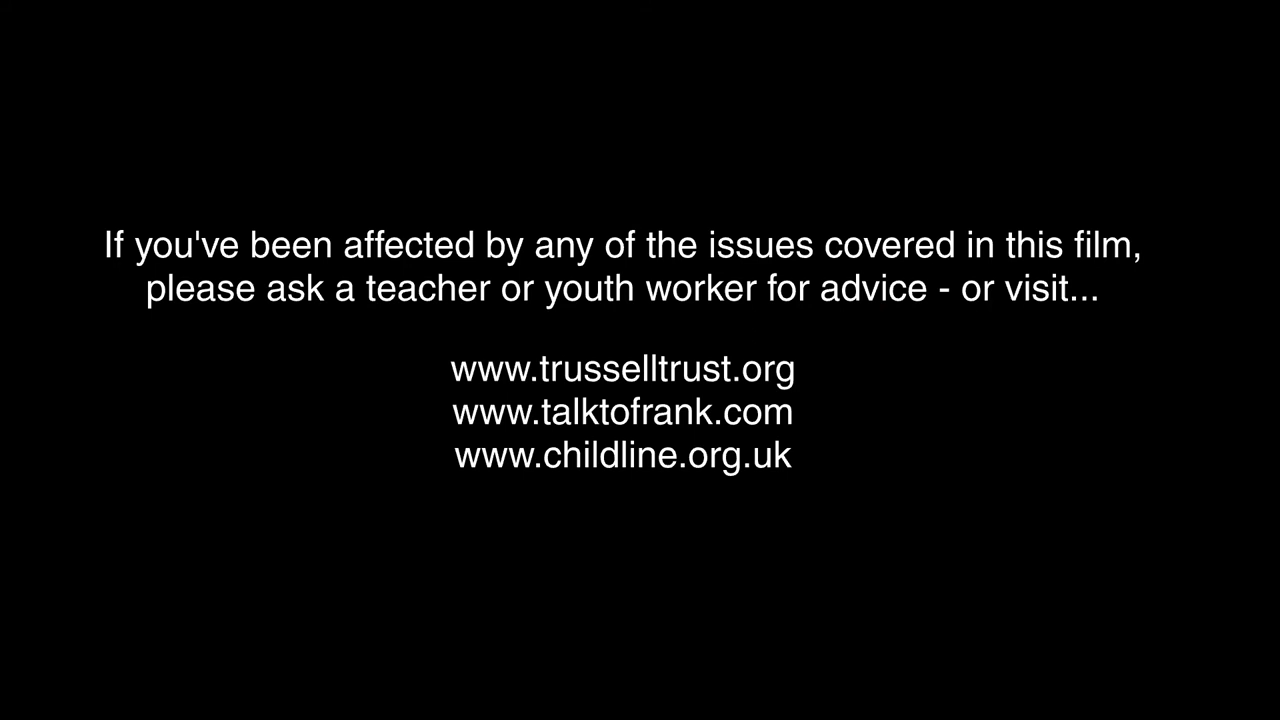 If you've been affected by any of the issues covered in this film,
please ask a teacher or youth worker for advice - or visit...
www.trusselltrust.org
www.talktofrank.com
www.childline.org.uk